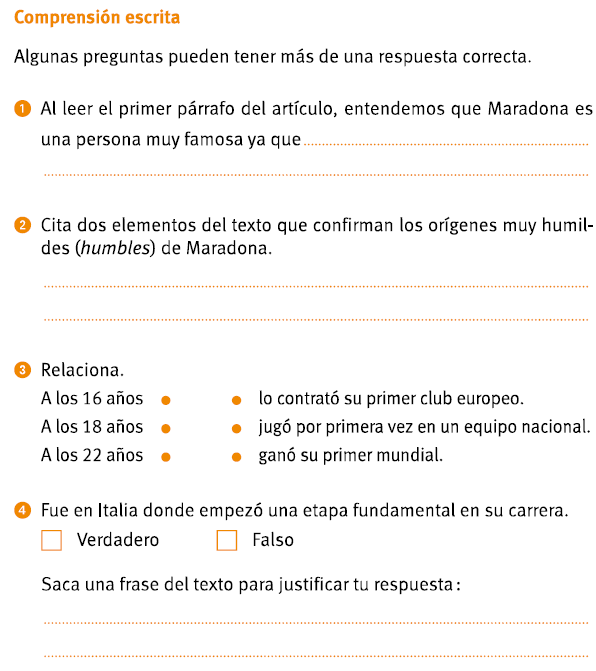 Comprensión escrita
Algunas preguntas pueden tener más de una respuesta correcta.
1 Al leer el primer párrafo del artículo, entendemos que Maradona es
una persona muy famosa ya que
2 Cita dos elementos del texto que confirman los orígenes muy humil-
des (humbles) de Maradona.
3 Relaciona.
A los 16 años lo contrató su primer club europeo.
A los 18 años jugó por primera vez en un equipo nacional.
A los 22 años ganó su primer mundial.
4 Fue en Italia donde empezó una etapa fundamental en su carrera.
Verdadero Falso
Saca una frase del texto para justificar tu respuesta :